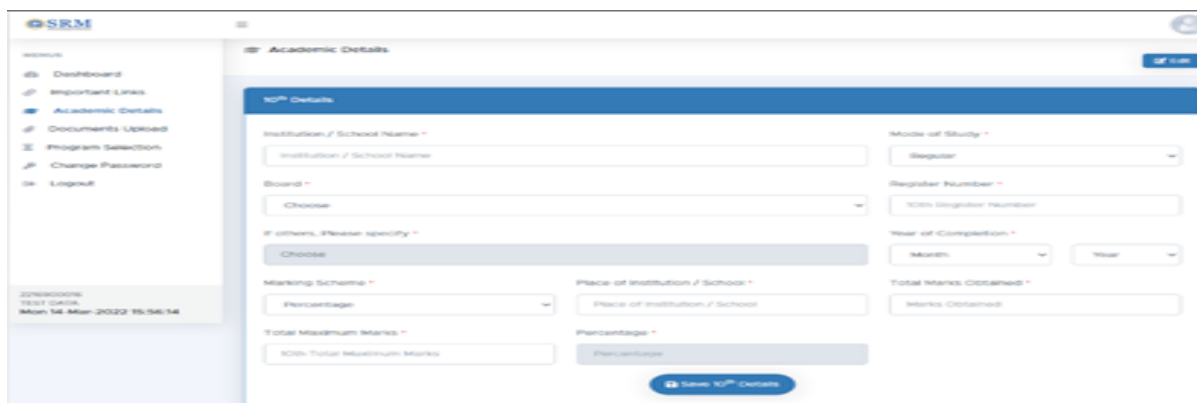 SRM
MENUS
Dashboard
Important Links
Academic Details
Documents Upload
Program Selection
Change Password
Logout
TEST DATA
Mon 14-Mar-2022 15:56:14
Academic Details
Edit
10th Details
Institution / School Name *
Institution / School Name
Mode of Study *
Regular
Board *
Choose
Register Number *
10th Register Number
If others, Please specify *
Choose
Year of Completion *
Month Year
Marking Scheme *
Percentage
Place of Institution / School *
Place of Institution / School
Total Marks Obtained *
Marks Obtained
Total Maximum Marks *
10th Total Maximum Marks
Percentage *
Percentage
Save 10th Details